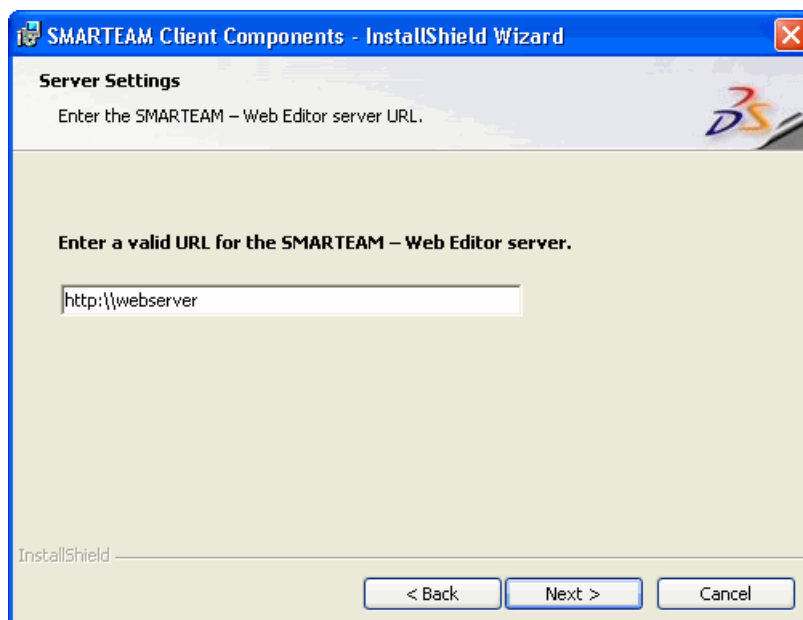 SMARTEAM Client Components - InstallShield Wizard
Server Settings
Enter the SMARTEAM – Web Editor server URL.
Enter a valid URL for the SMARTEAM – Web Editor server.
http:\\webserver
InstallShield
< Back
Next >
Cancel